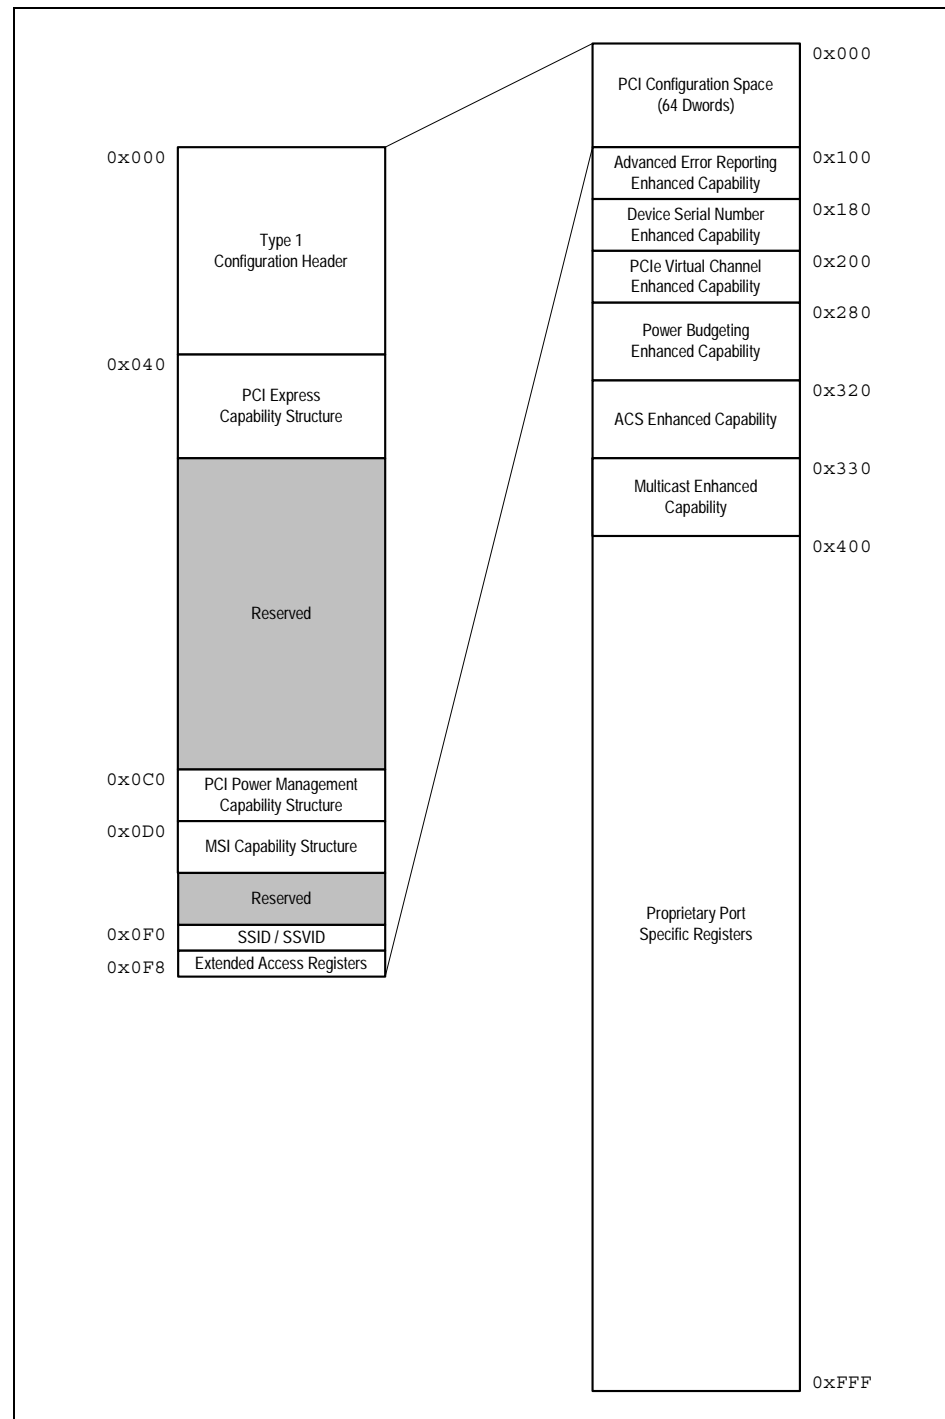 0x000
Type 1
Configuration Header
0x040
PCI Express
Capability Structure
Reserved
0x0C0
PCI Power Management
Capability Structure
0x0D0
MSI Capability Structure
Reserved
0x0F0
SSID / SSVID
0x0F8
Extended Access Registers
0x000
PCI Configuration Space
(64 Dwords)
0x100
Advanced Error Reporting
Enhanced Capability
0x180
Device Serial Number
Enhanced Capability
0x200
PCIe Virtual Channel
Enhanced Capability
0x280
Power Budgeting
Enhanced Capability
0x320
ACS Enhanced Capability
0x330
Multicast Enhanced
Capability
0x400
Proprietary Port
Specific Registers
0xFFF